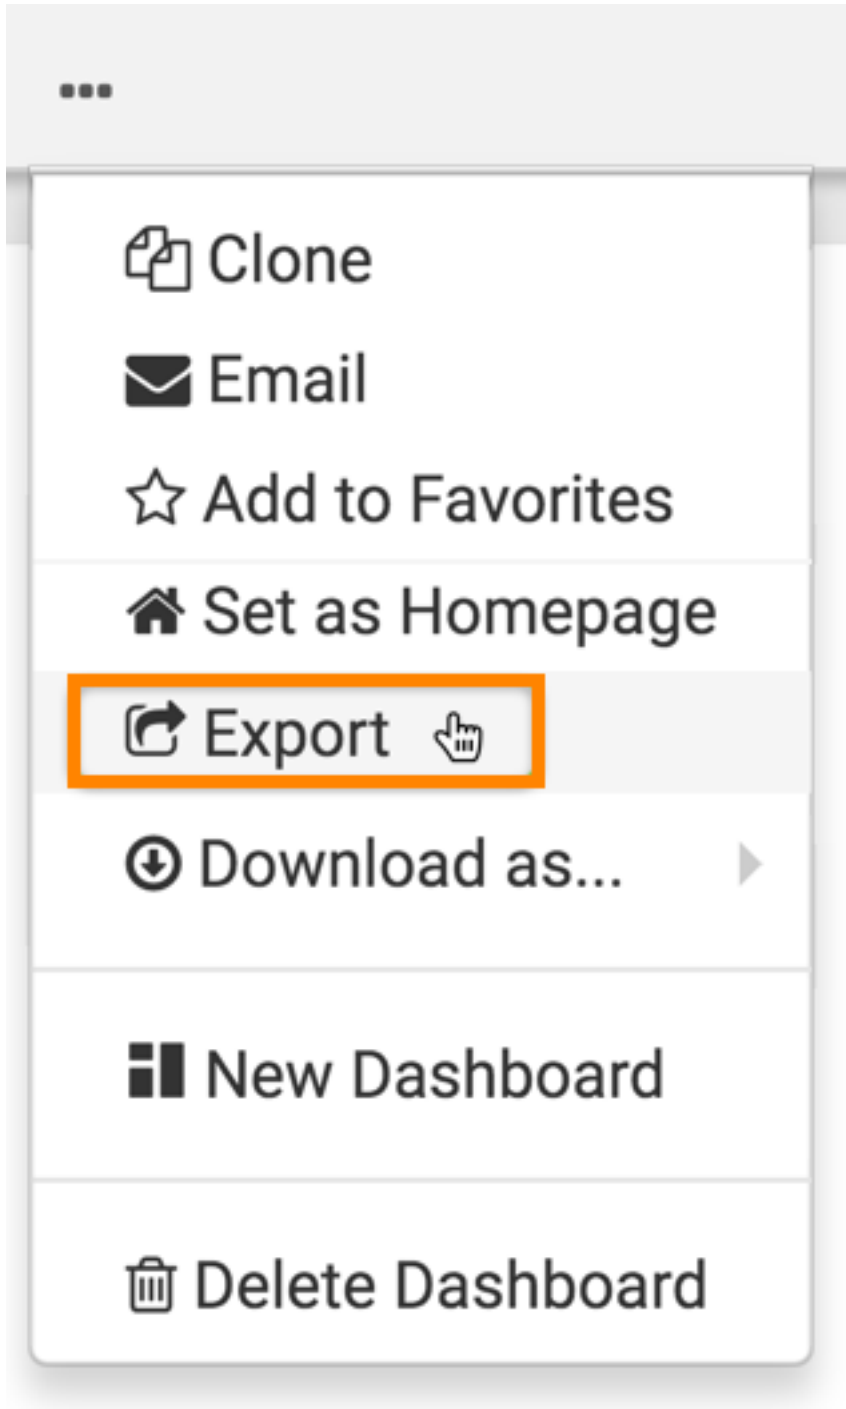 Clone
Email
Add to Favorites
Set as Homepage
Export
Download as...
New Dashboard
Delete Dashboard